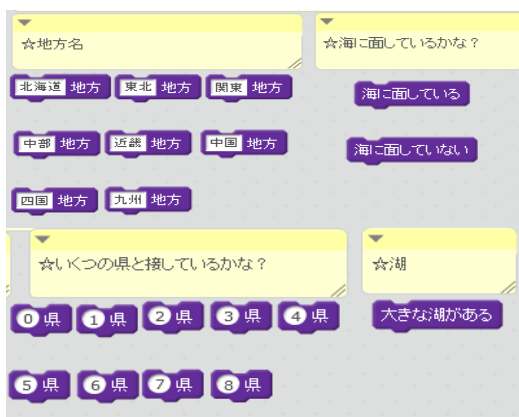 ☆地方名
☆海に面しているかな？
北海道 地方 東北 地方 関東 地方
海に面している
中部 地方 近畿 地方 中国 地方
海に面していない
四国 地方 九州 地方
☆いくつの県と接しているかな？
☆湖
0 県 1 県 2 県 3 県 4 県
大きな湖がある
5 県 6 県 7 県 8 県